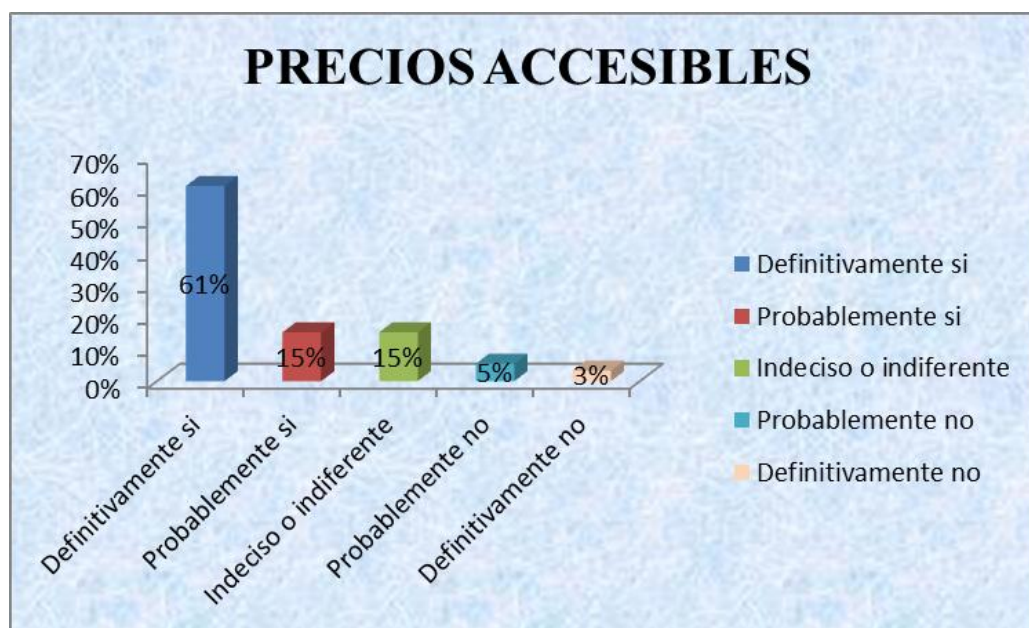 PRECIOS ACCESIBLES
70%
60%
50%
40%
30%
20%
10%
0%
61%
15%
15%
5%
3%
Definitivamente si
Probablemente si
Indeciso o indiferente
Probablemente no
Definitivamente no
Definitivamente si
Probablemente si
Indeciso o indiferente
Probablemente no
Definitivamente no